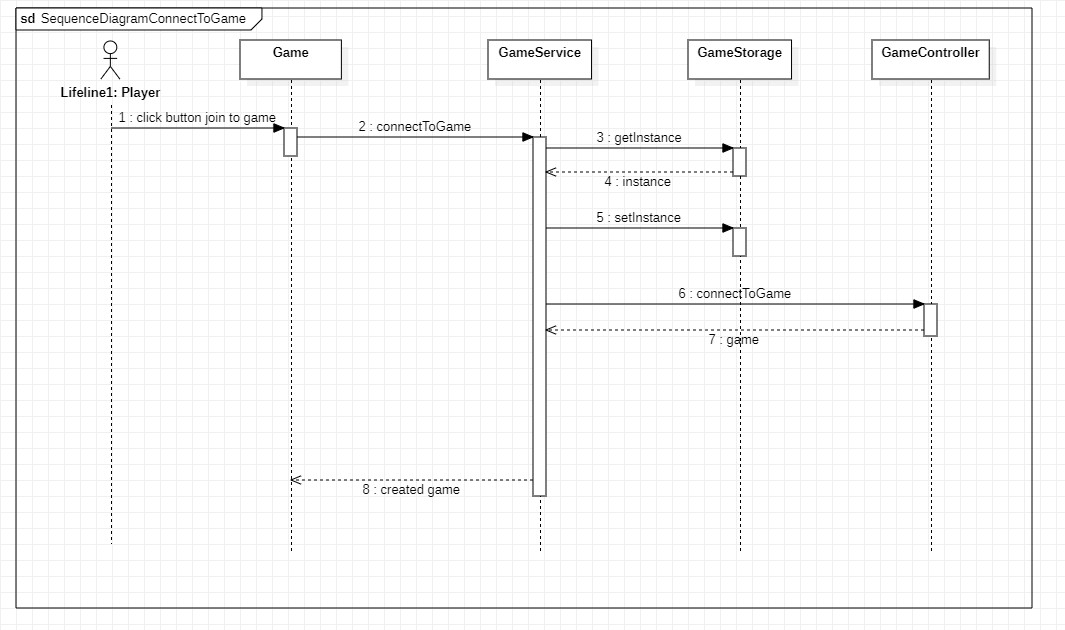 sd SequenceDiagramConnectToGame
Game
GameService
GameStorage
GameController
Lifeline1: Player
1 : click button join to game
2 : connectToGame
3 : getInstance
4 : instance
5 : setInstance
6 : connectToGame
7 : game
8 : created game